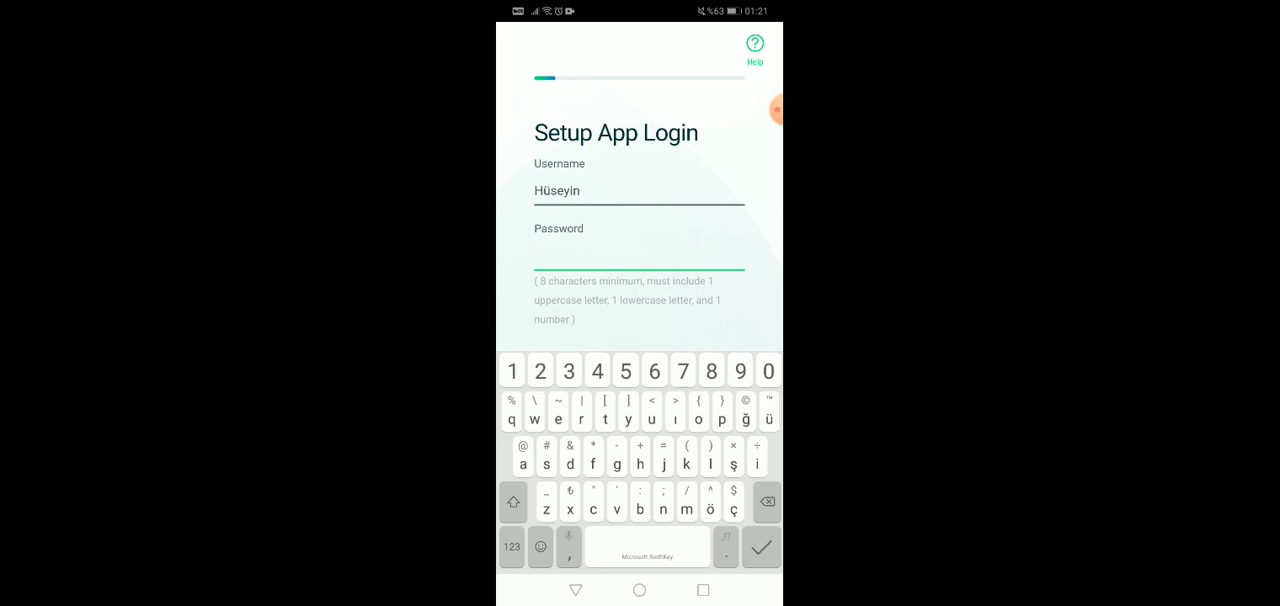 %63 01:21
Help
Setup App Login
Username
Hüseyin
Password
( 8 characters minimum, must include 1
uppercase letter, 1 lowercase letter, and 1
number )
1 2 3 4 5 6 7 8 9 0
% \ ~ | [ ] < > { } © ™
q w e r t y u ı o p ğ ü
@ # & * - + = ( ) × ÷
a s d f g h j k l ş i
_ ₺ " ' : ; / ^ $
z x c v b n m ö ç
123 , .
Microsoft SwiftKey